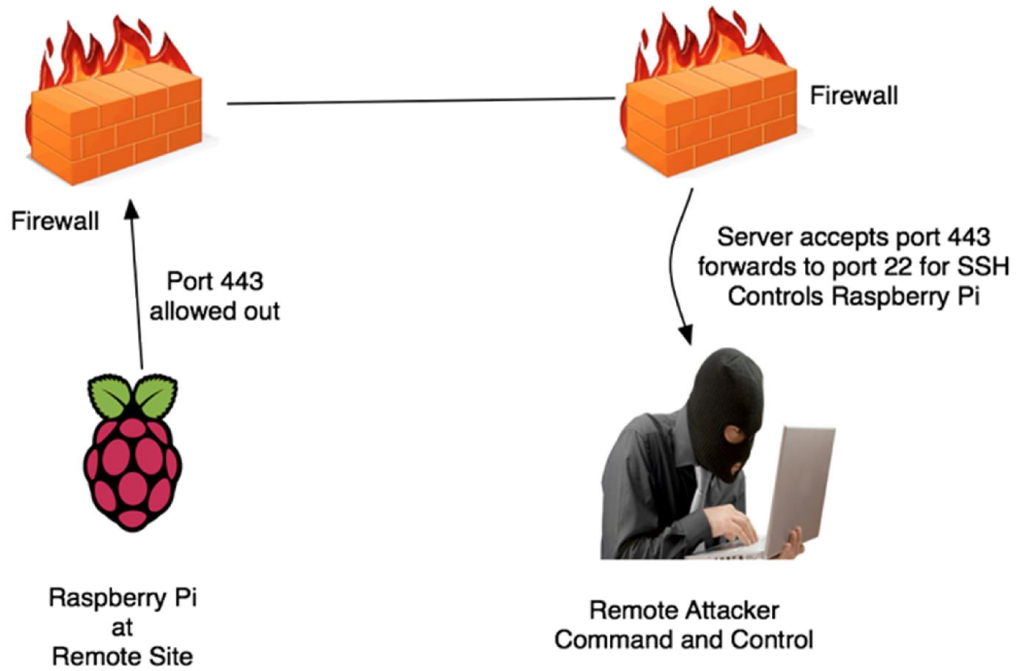 Firewall
Firewall
Port 443
allowed out
Server accepts port 443
forwards to port 22 for SSH
Controls Raspberry Pi
Raspberry Pi
at
Remote Site
Remote Attacker
Command and Control